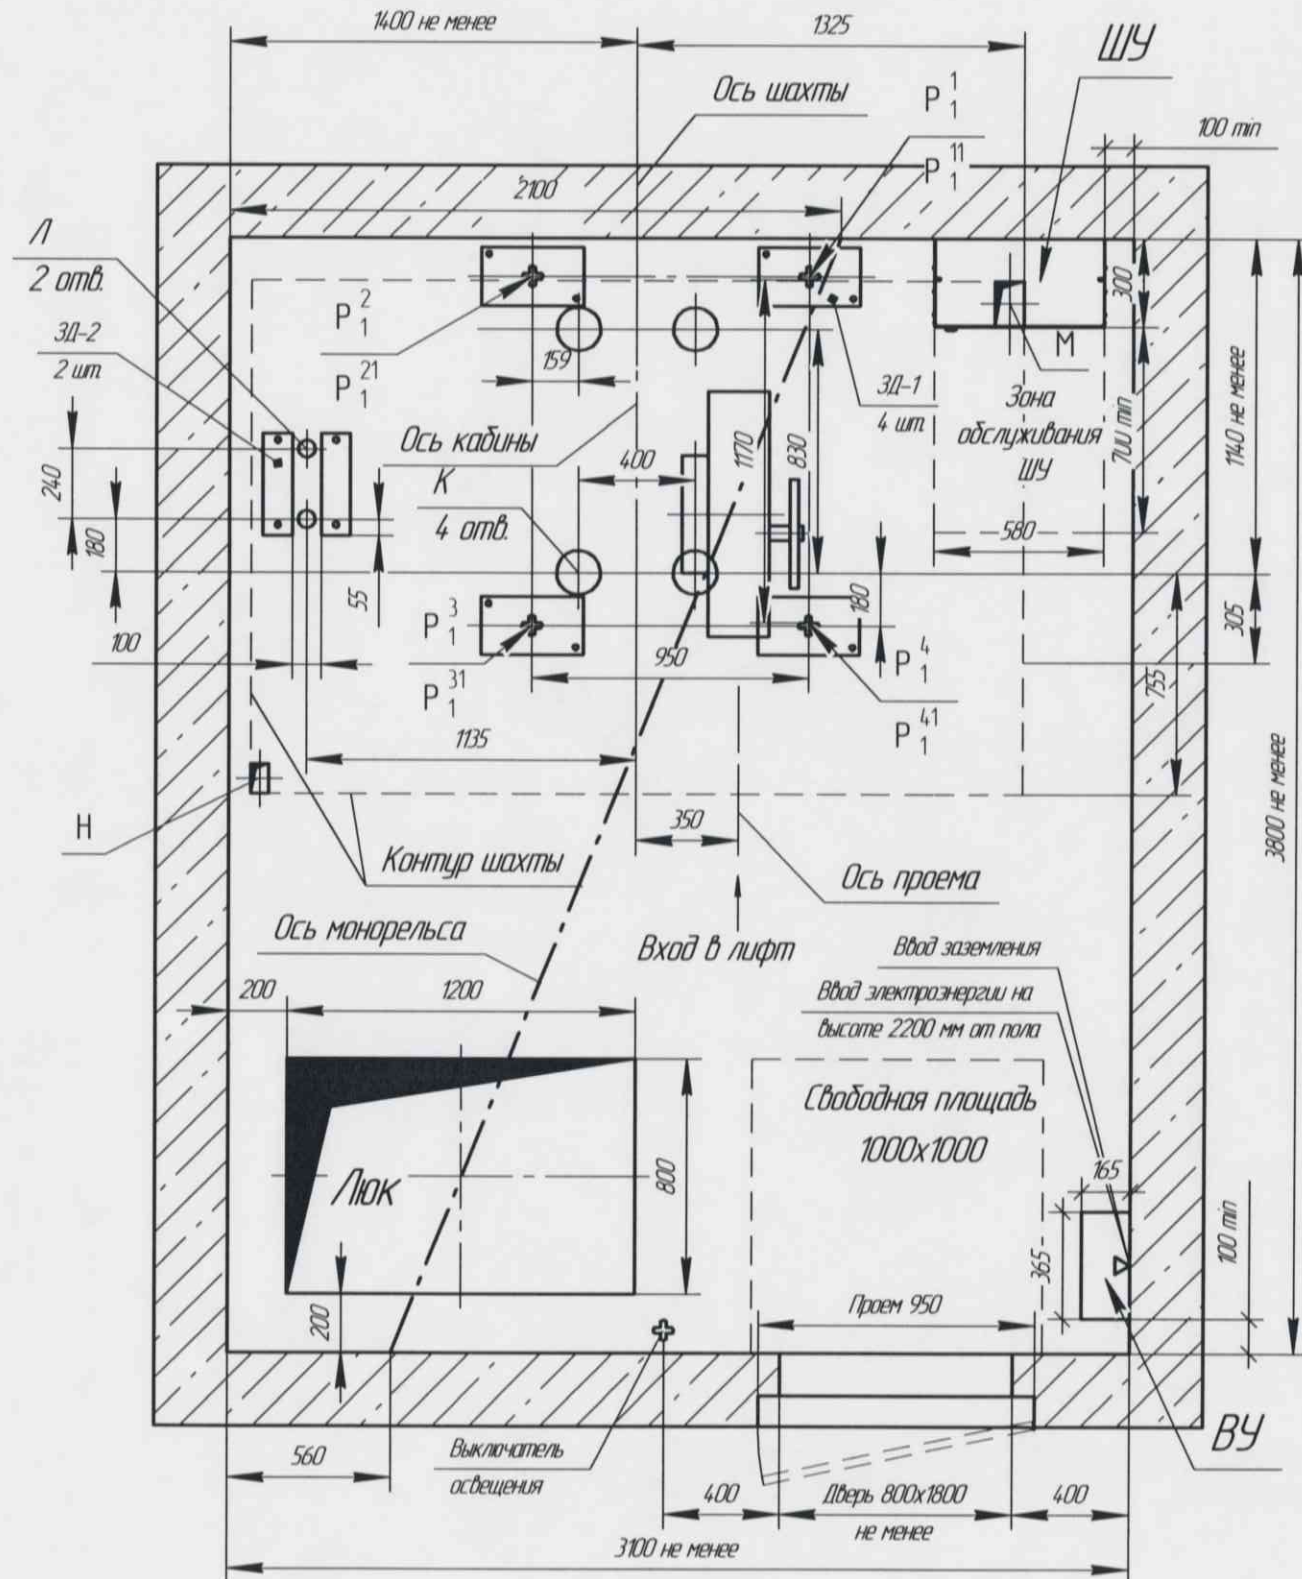 1400 не менее
1325
ШУ
Ось шахты
P 1 1
P 11 1
100 min
2100
Л
2 отв.
ЗД-2
2 шт.
P 2 1
P 21 1
159
300
М
ЗД-1
4 шт.
Зона
обслуживания
ШУ
700 min
1140 не менее
Ось кабины
К
4 отв.
400
1170
830
240
180
580
55
180
305
100
P 3 1
P 31 1
950
P 4 1
P 41 1
755
1135
Н
350
3800 не менее
Контур шахты
Ось проема
Ось монорельса
Вход в лифт
Ввод заземления
200
1200
Ввод электроэнергии на
высоте 2200 мм от пола
Свободная площадь
1000х1000
Люк
800
165
365
100 min
200
Проем 950
ВУ
560
Выключатель
освещения
400
Дверь 800х1800
не менее
400
3100 не менее